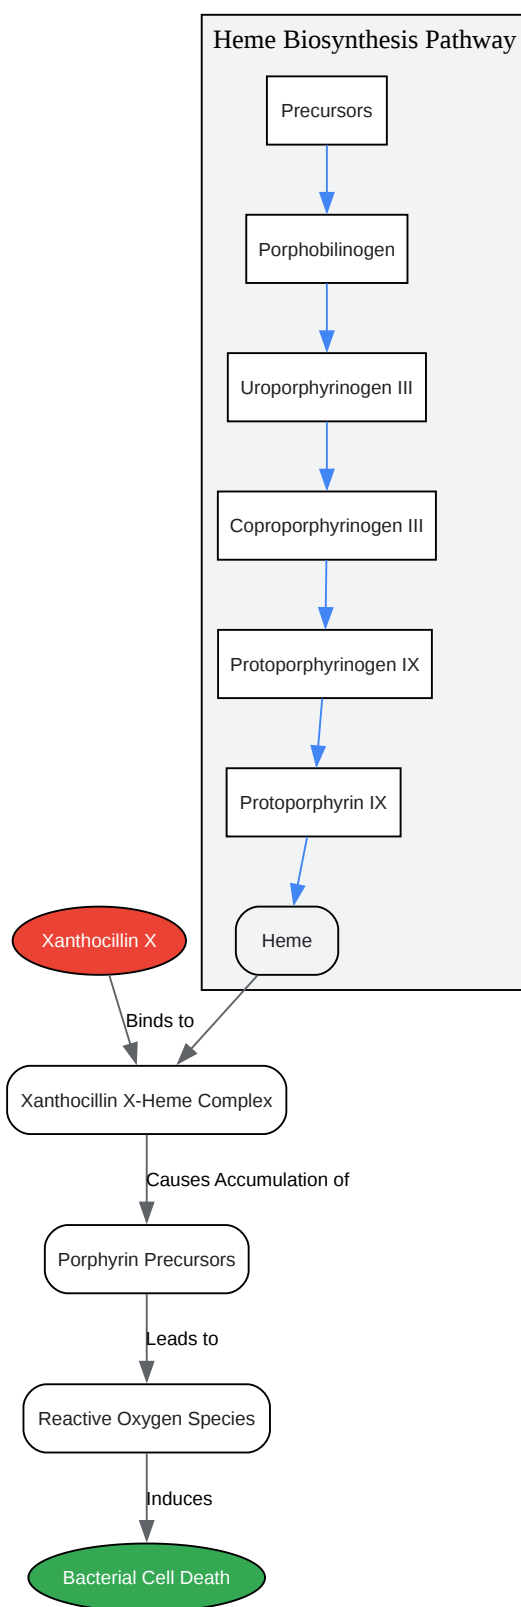 Heme Biosynthesis Pathway
Precursors
Porphobilinogen
Uroporphyrinogen III
Coproporphyrinogen III
Protoporphyrinogen IX
Protoporphyrin IX
Xanthocillin X
Heme
Binds to
Xanthocillin X-Heme Complex
Causes Accumulation of
Porphyrin Precursors
Leads to
Reactive Oxygen Species
Induces
Bacterial Cell Death